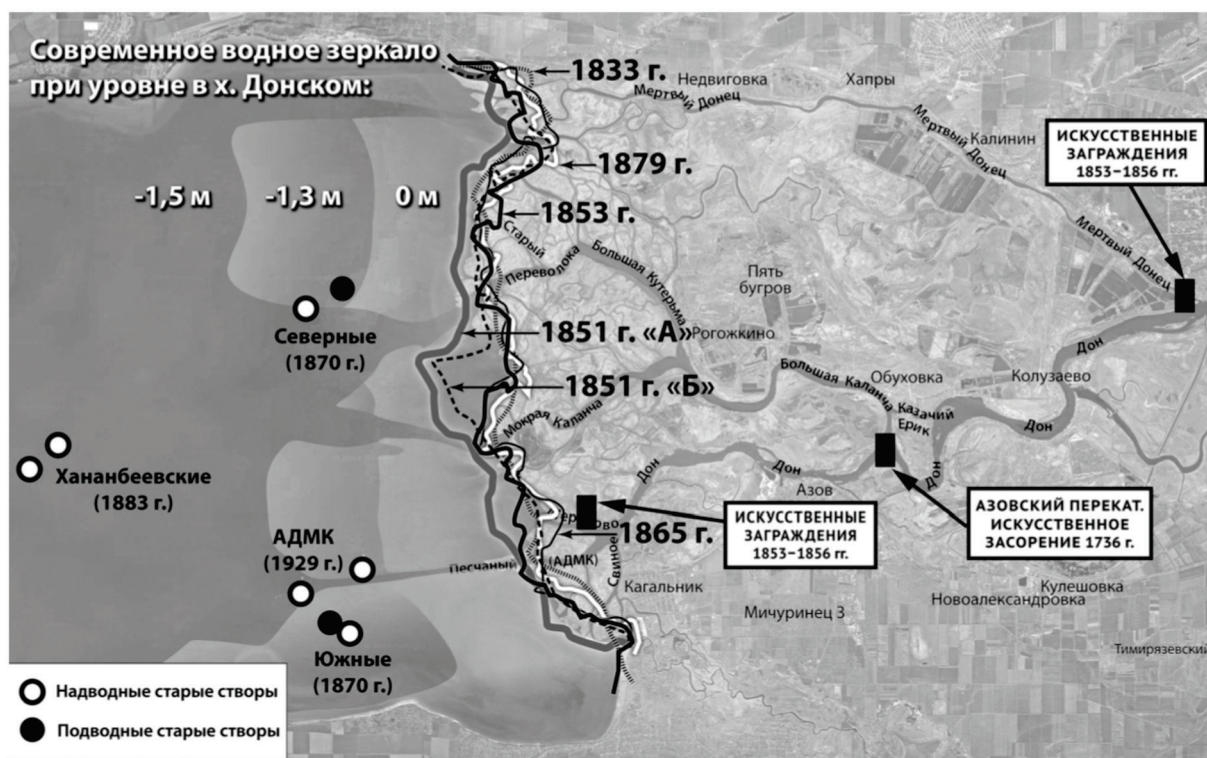 Современное водное зеркало
при уровне в х. Донском:
-1,5 м
-1,3 м
0 м
1833 г.
Недвиговка
Хапры
Мертвый Донец
Мертвый Донец
Калинин
ИСКУССТВЕННЫЕ
ЗАГРАЖДЕНИЯ
1853–1856 гг.
1879 г.
1853 г.
Мертвый Донец
Старый
Переволока
Большая Кутерьма
Пять
бугров
Северные
(1870 г.)
1851 г. «А»
Рогожкино
Дон
1851 г. «Б»
Большая Каланча
Обуховка
Колузаево
Мокрая Каланча
Казачий
Ерик
Дон
Хананбеевские
(1883 г.)
Дон
Дон
Азов
Дон
АЗОВСКИЙ ПЕРЕКАТ.
ИСКУССТВЕННОЕ
ЗАСОРЕНИЕ 1736 г.
ИСКУССТВЕННЫЕ
ЗАГРАЖДЕНИЯ
1853–1856 гг.
1865 г.
АДМК
(1929 г.)
Песчаный
(АДМК)
Свиное
Кагальник
Мичуринец 3
Кулешовка
Новоалександровка
Тимирязевский
Южные
(1870 г.)
Надводные старые створы
Подводные старые створы